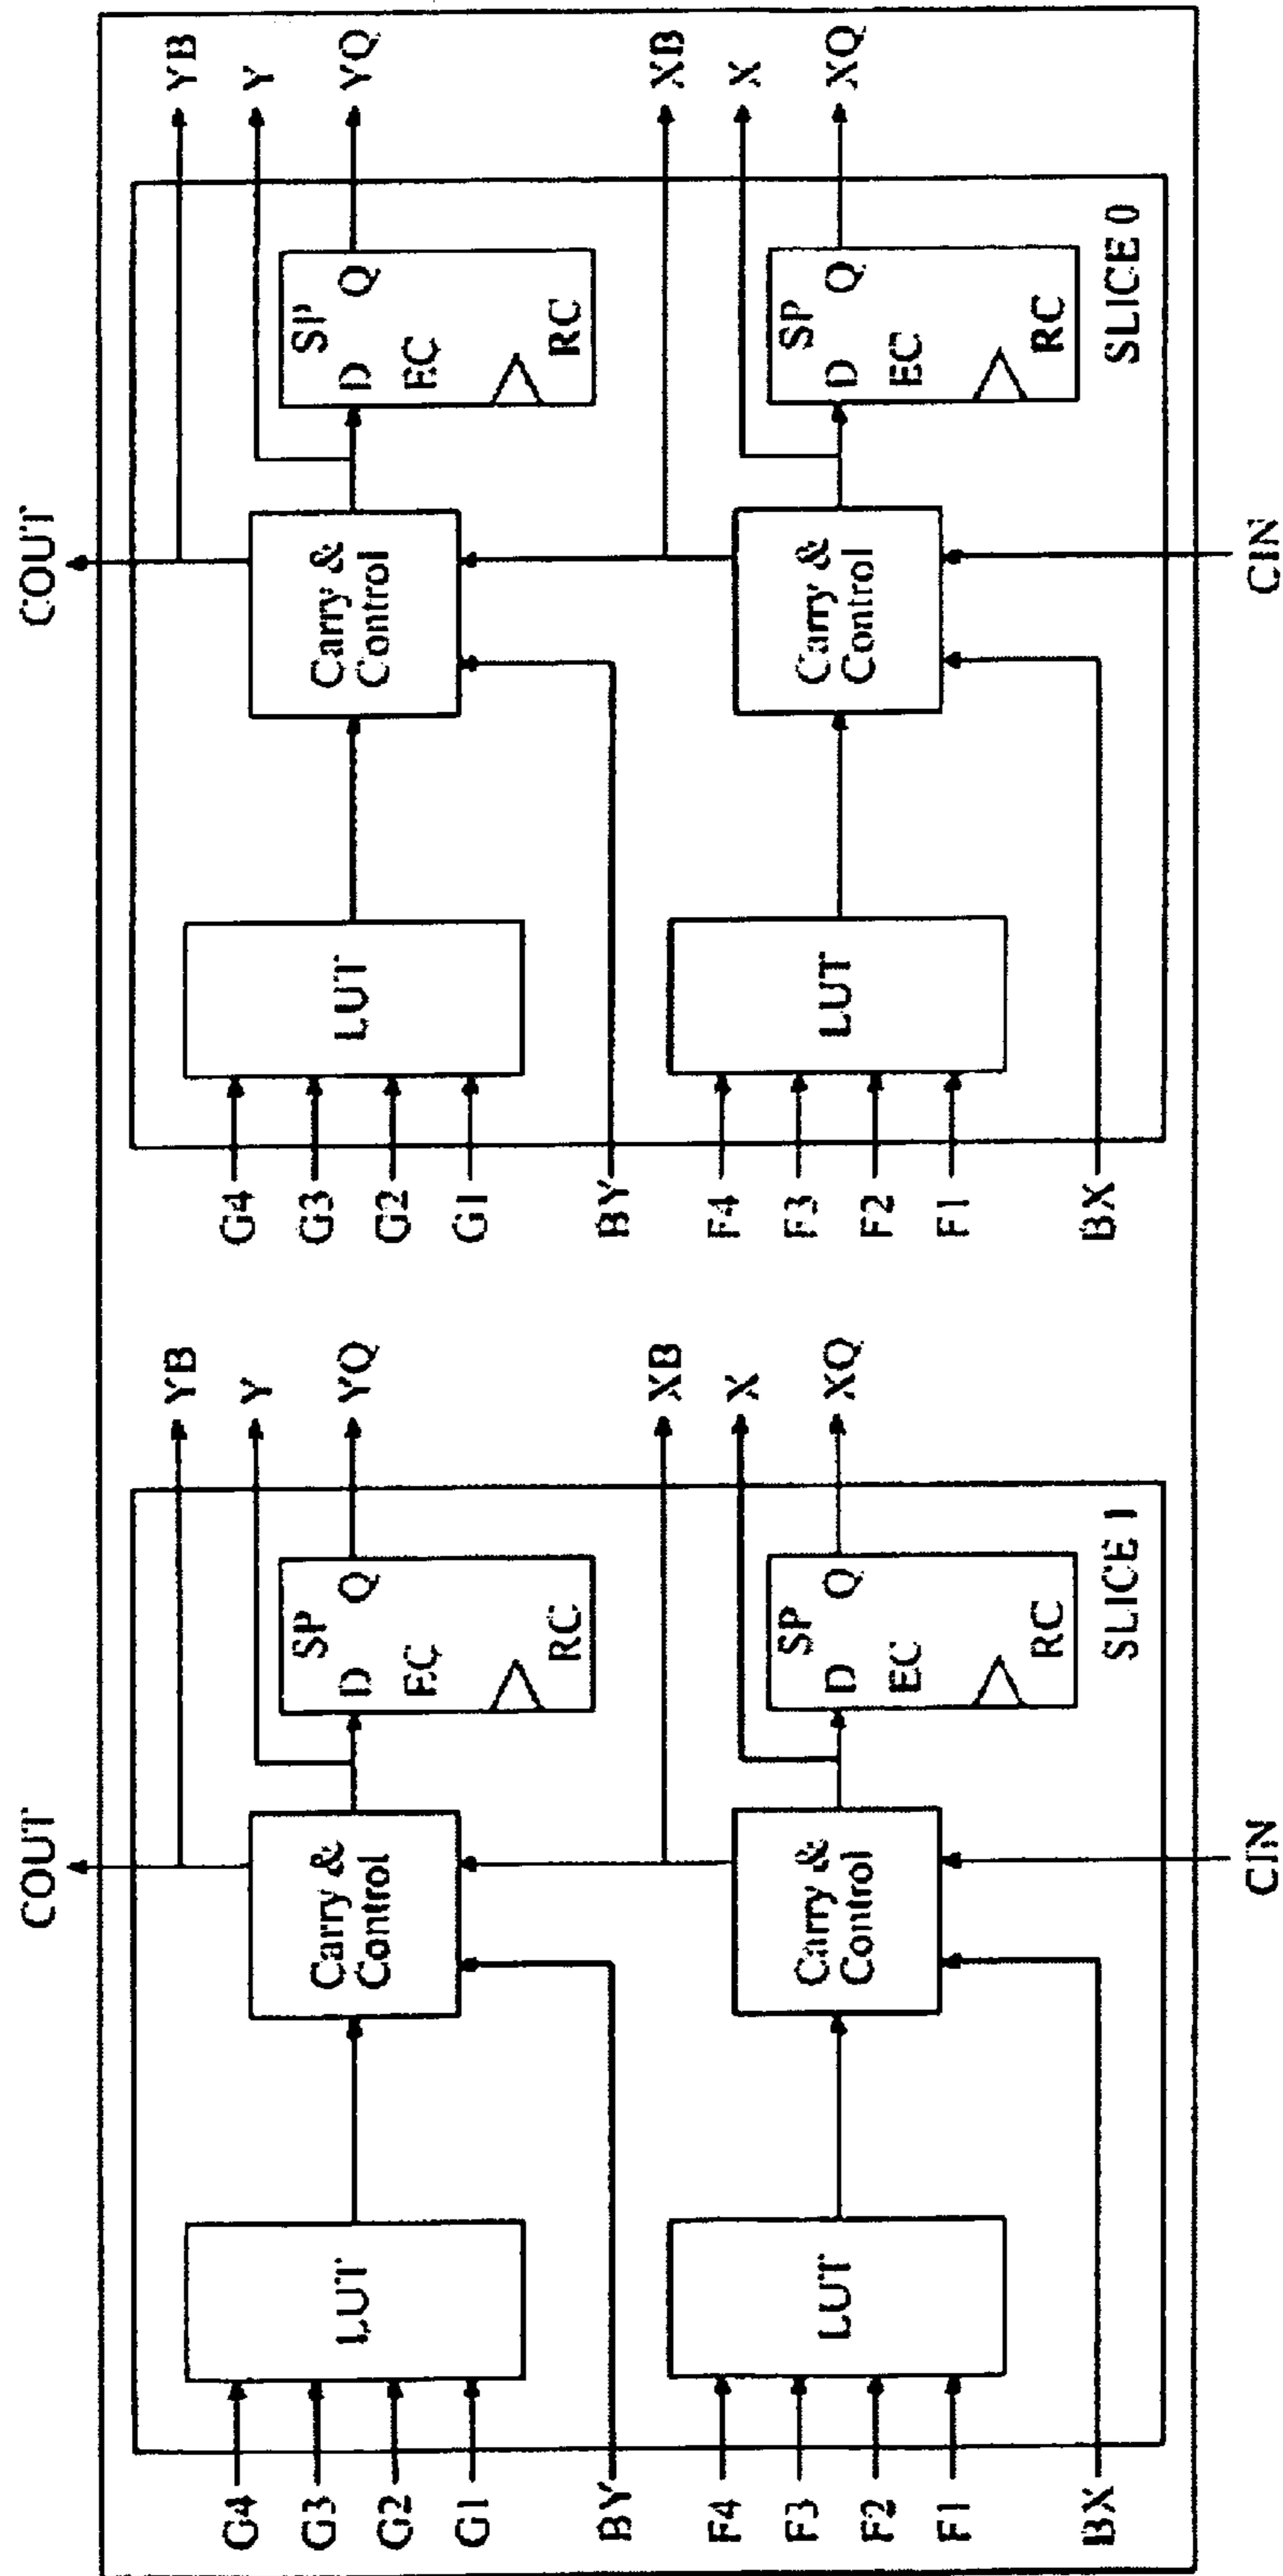 COUT
COUT
G4
G3
G2
G1
BY
F4
F3
F2
F1
BX
LUT
LUT
Carry &
Control
Carry &
Control
SP
D Q
EC
RC
SP
D Q
EC
RC
YB
Y
YQ
XB
X
XQ
SLICE 1
CIN
G4
G3
G2
G1
BY
F4
F3
F2
F1
BX
LUT
LUT
Carry &
Control
Carry &
Control
SP
D Q
EC
RC
SP
D Q
EC
RC
YB
Y
YQ
XB
X
XQ
SLICE 0
CIN